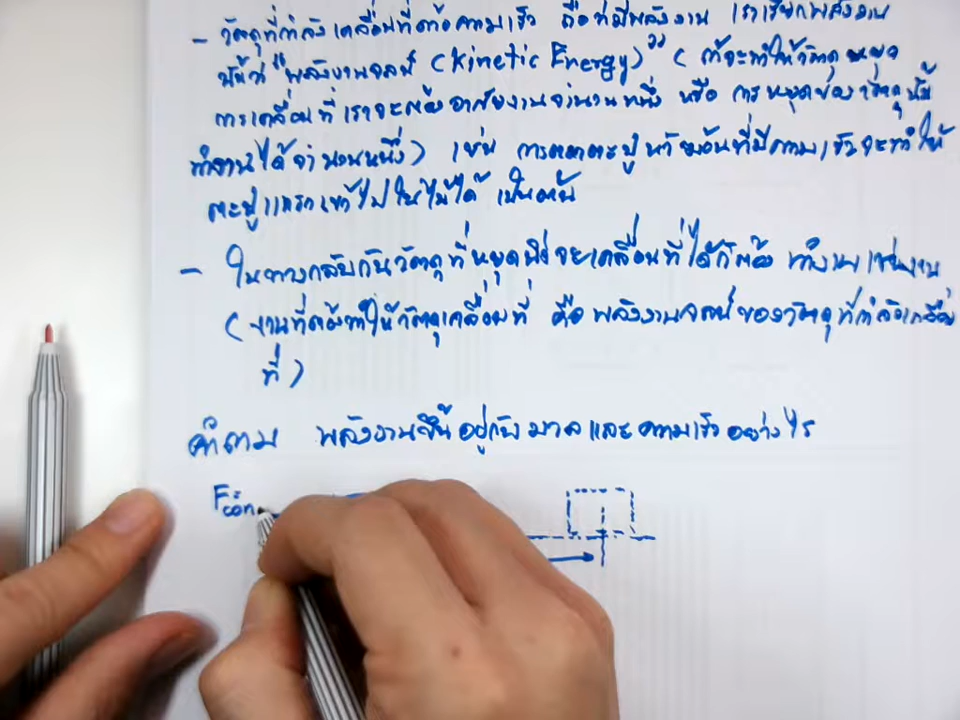 - วัตถุที่กำลังเคลื่อนที่ด้วยความเร็ว ถือว่ามีพลังงาน เราเรียกพลังงาน
นี้ว่า "พลังงานจลน์ (Kinetic Energy)" (ถ้าจะทำให้วัตถุหยุด
การเคลื่อนที่เราจะต้องอาศัยงานจำนวนหนึ่ง หรือ การหยุดของวัตถุนั้น
ทำงานได้จำนวนหนึ่ง) เช่น การตอกตะปู หัวฆ้อนที่มีความเร็วจะทำให้
ตะปูแทรกเข้าไปในไม้ได้ เป็นต้น
- ในทางกลับกันวัตถุที่หยุดนิ่งจะเคลื่อนที่ได้ก็ต้อง ทำงานเช่นกัน
(งานที่ต้องทำให้วัตถุเคลื่อนที่ คือ พลังงานจลน์ของวัตถุที่กำลังเคลื่อน
ที่)
คำถาม พลังงานขึ้นอยู่กับมวลและความเร็วอย่างไร
F con